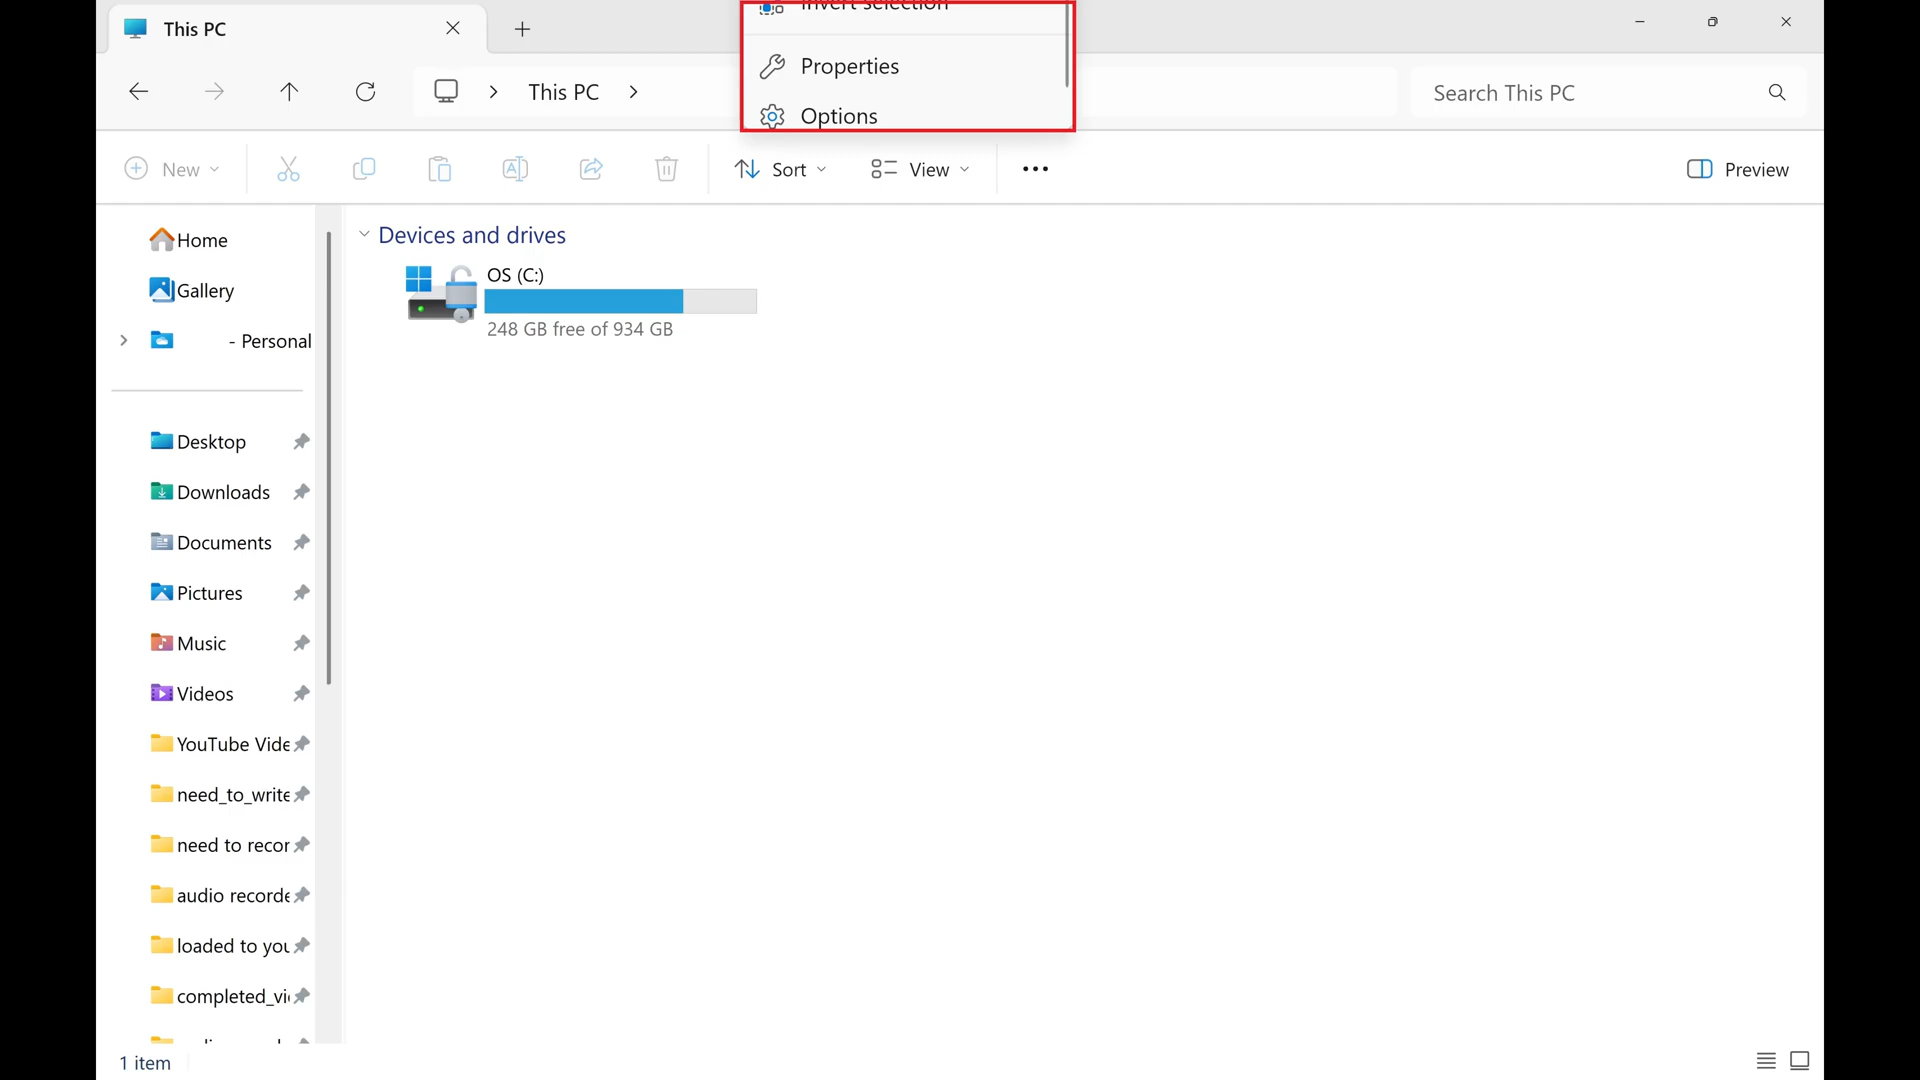 This PC
Invert selection
Properties
Options
This PC
Search This PC
New
Sort
View
Preview
Home
Gallery
- Personal
Desktop
Downloads
Documents
Pictures
Music
Videos
YouTube Vide
need_to_write
need to recor
audio recorde
loaded to you
completed_vi
Devices and drives
OS (C:)
248 GB free of 934 GB
1 item